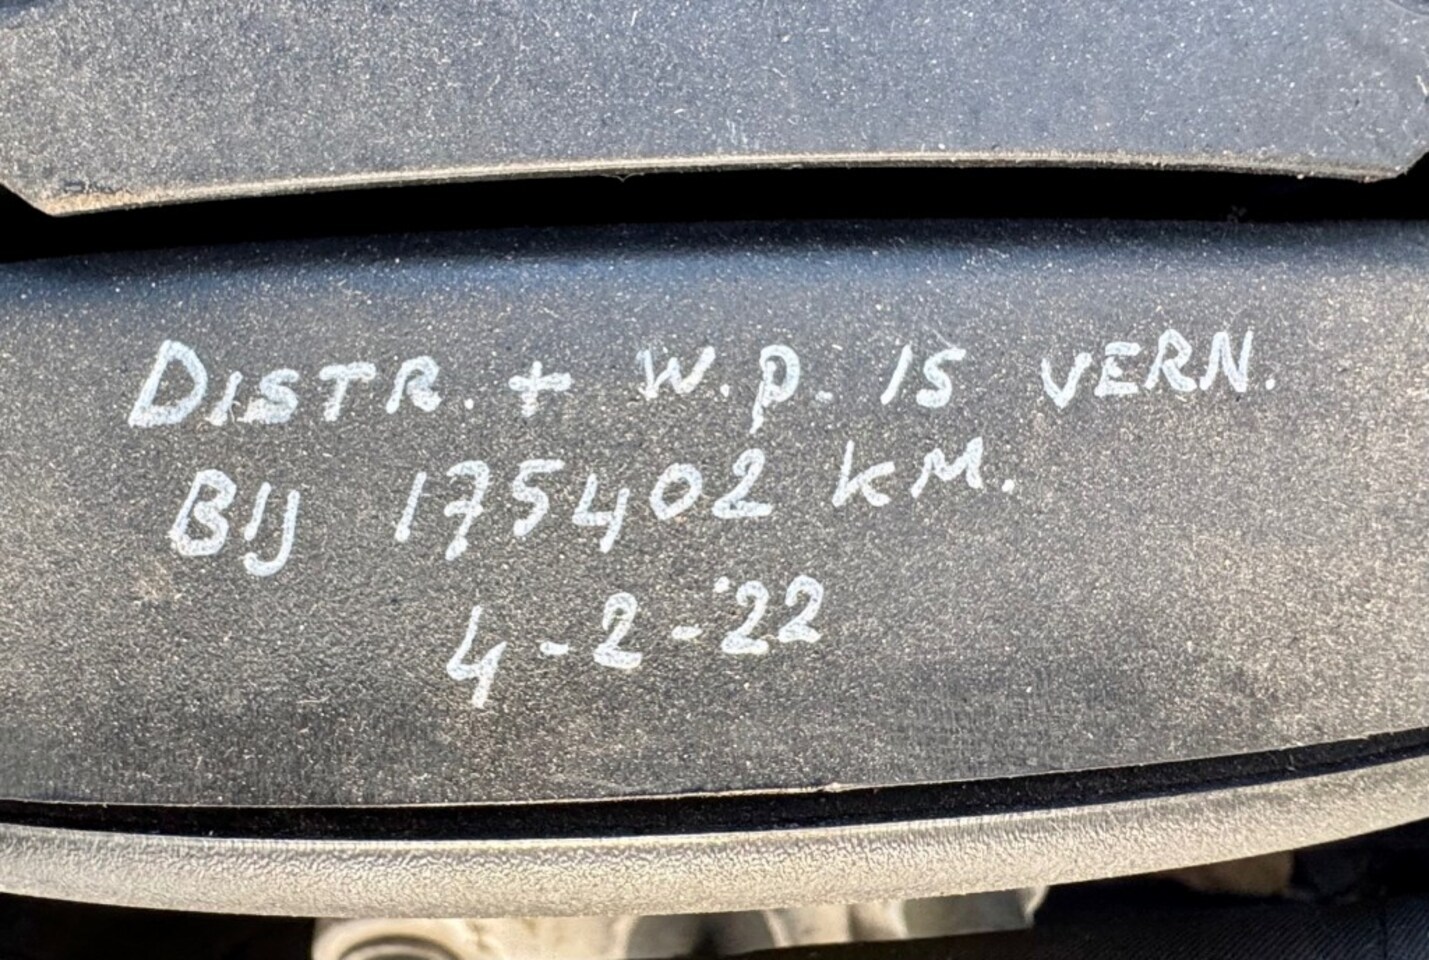 DISTR. + W.P. IS VERN.
BIJ 175402 KM.
4-2-22